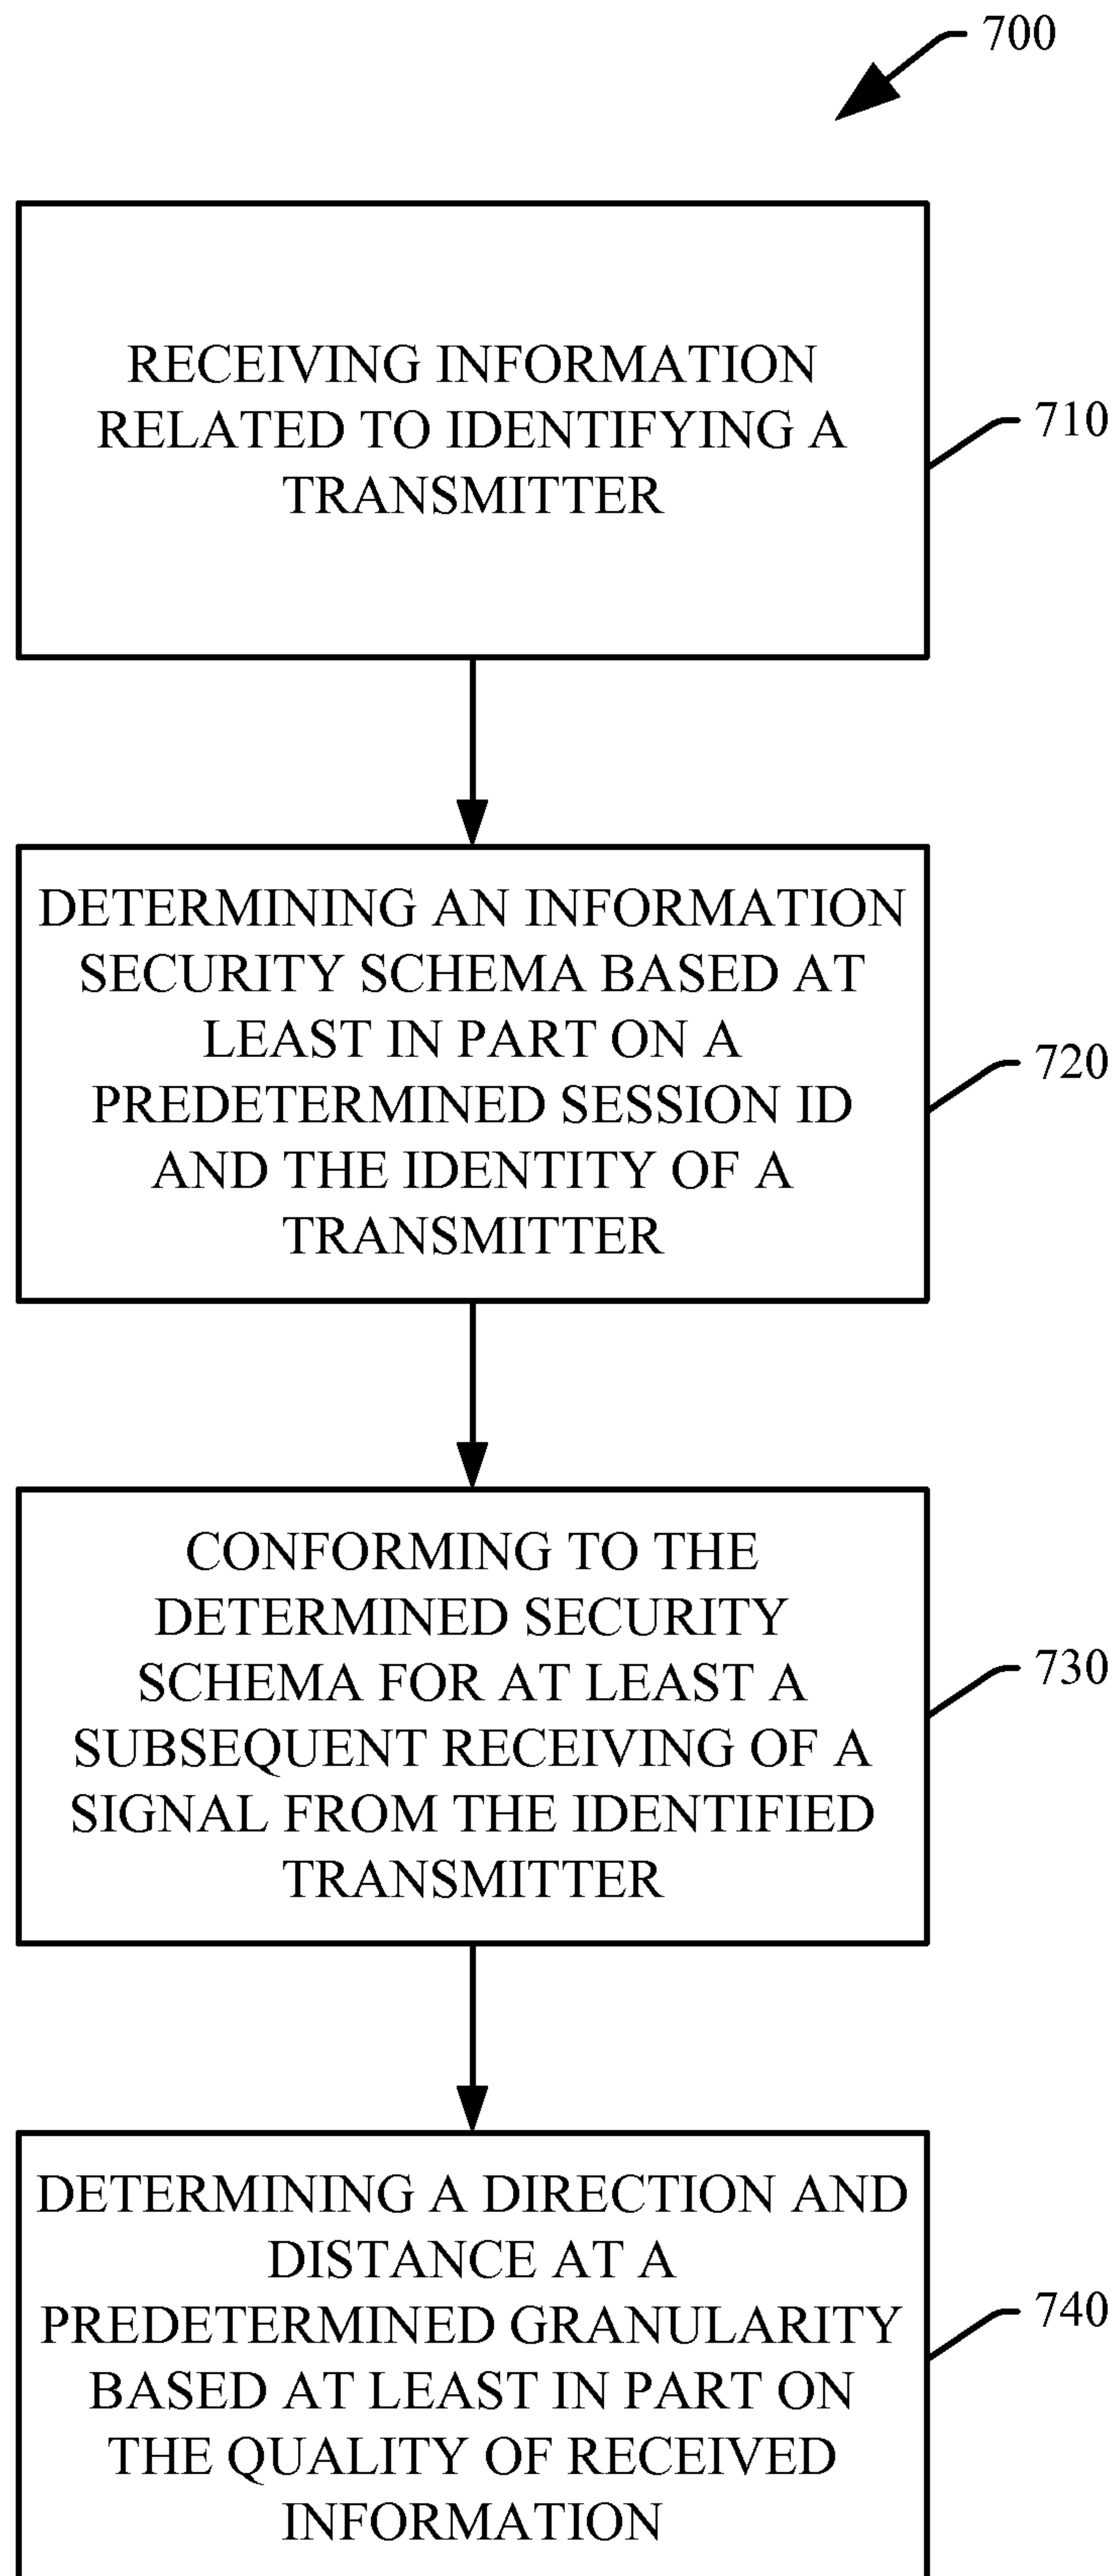 700
RECEIVING INFORMATION
RELATED TO IDENTIFYING A
TRANSMITTER
710
DETERMINING AN INFORMATION
SECURITY SCHEMA BASED AT
LEAST IN PART ON A
PREDETERMINED SESSION ID
AND THE IDENTITY OF A
TRANSMITTER
720
CONFORMING TO THE
DETERMINED SECURITY
SCHEMA FOR AT LEAST A
SUBSEQUENT RECEIVING OF A
SIGNAL FROM THE IDENTIFIED
TRANSMITTER
730
DETERMINING A DIRECTION AND
DISTANCE AT A
PREDETERMINED GRANULARITY
BASED AT LEAST IN PART ON
THE QUALITY OF RECEIVED
INFORMATION
740